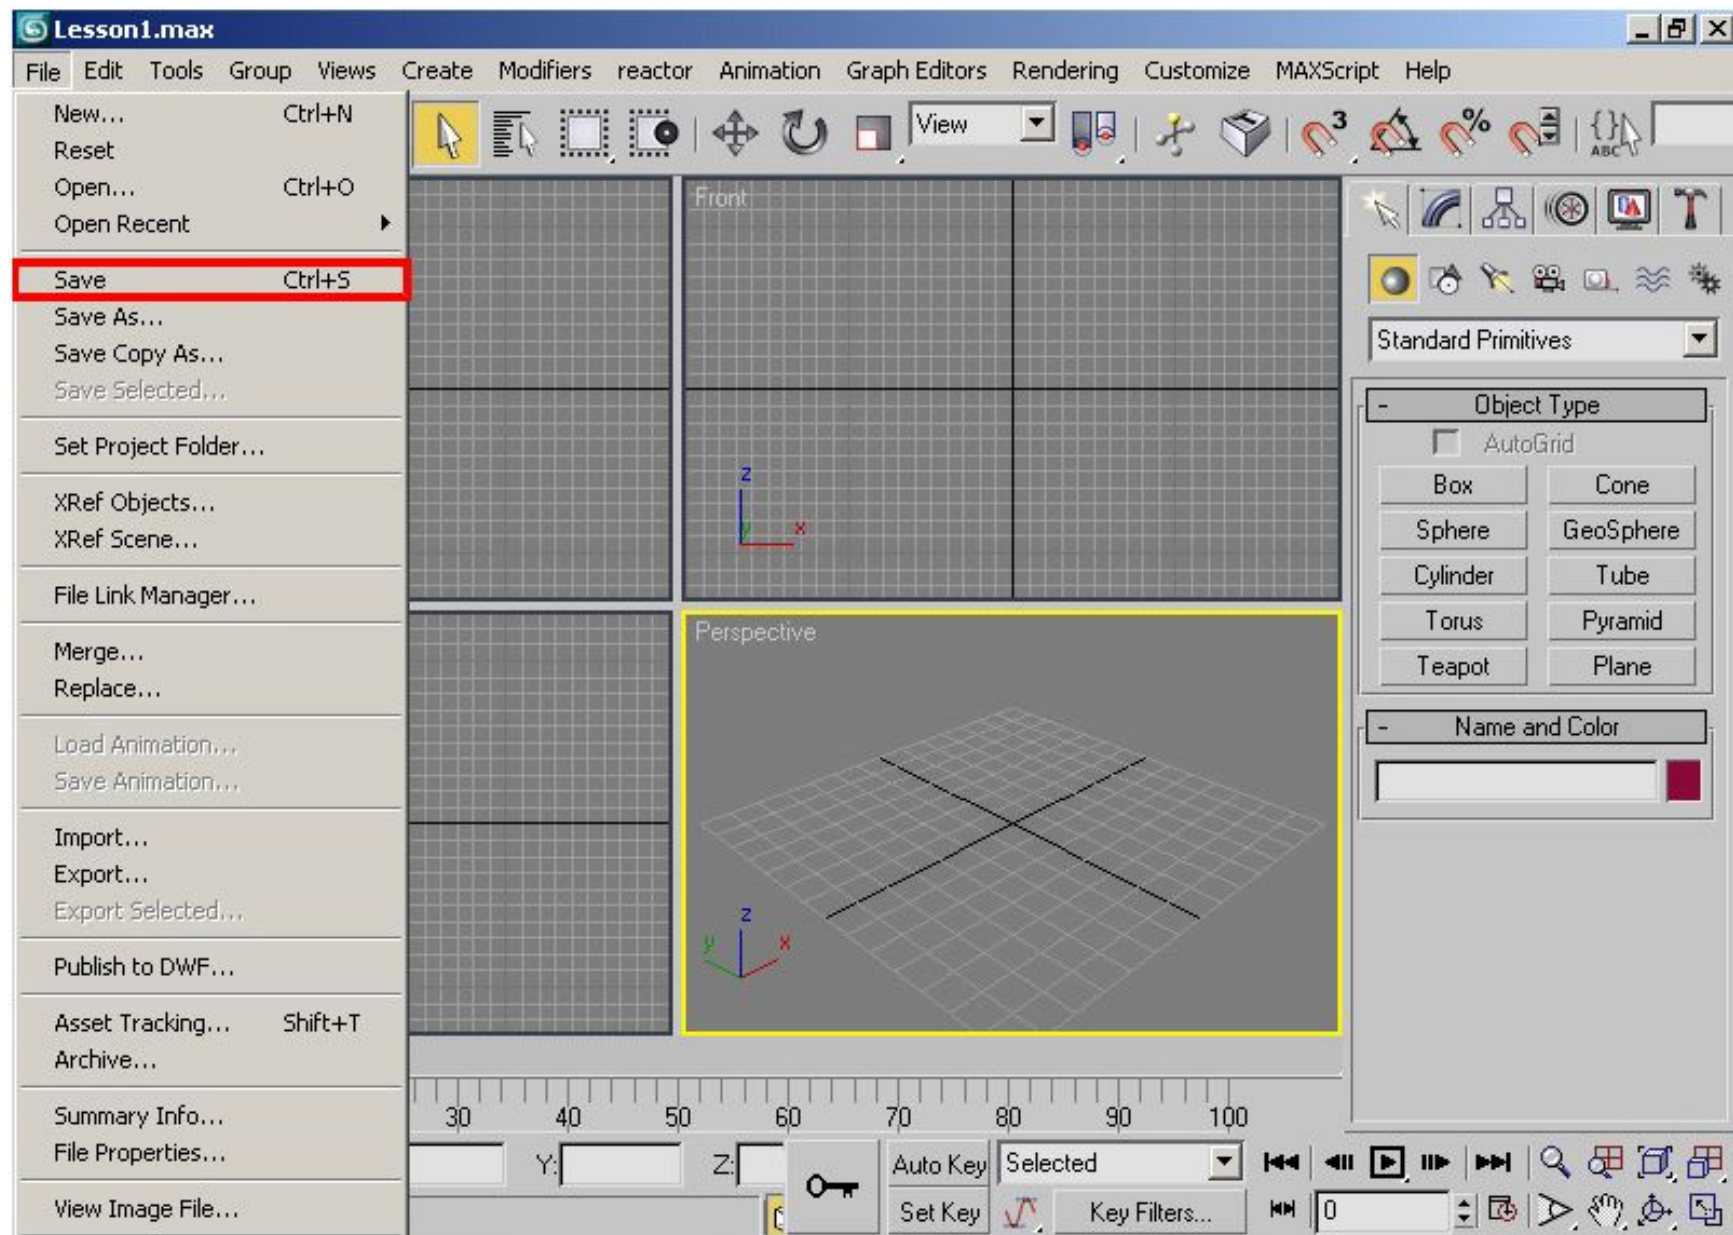 Lesson1.max
File Edit Tools Group Views Create Modifiers reactor Animation Graph Editors Rendering Customize MAXScript Help
New... Ctrl+N
Reset
Open... Ctrl+O
Open Recent
Save Ctrl+S
Save As...
Save Copy As...
Save Selected...
Set Project Folder...
XRef Objects...
XRef Scene...
File Link Manager...
Merge...
Replace...
Load Animation...
Save Animation...
Import...
Export...
Export Selected...
Publish to DWF...
Asset Tracking... Shift+T
Archive...
Summary Info...
File Properties...
View Image File...
View
3
%
ABC
Front
z
y x
Perspective
z
y x
Standard Primitives
- Object Type
AutoGrid
Box Cone
Sphere GeoSphere
Cylinder Tube
Torus Pyramid
Teapot Plane
- Name and Color
30 40 50 60 70 80 90 100
Y: Z: Auto Key Selected
Set Key Key Filters... 0